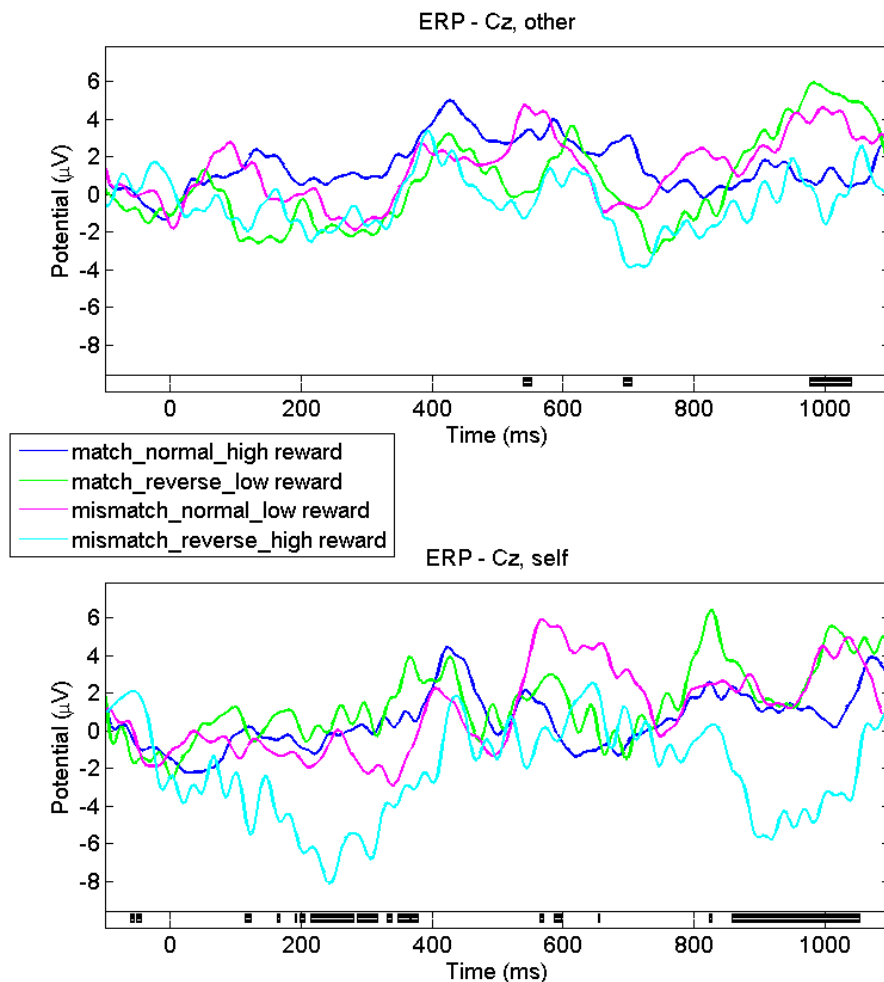 ERP - Cz, other
6
4
2
0
-2
-4
-6
-8
Potential (μV)
0 200 400 600 800 1000
Time (ms)
match_normal_high reward
match_reverse_low reward
mismatch_normal_low reward
mismatch_reverse_high reward
ERP - Cz, self
6
4
2
0
-2
-4
-6
-8
Potential (μV)
0 200 400 600 800 1000
Time (ms)